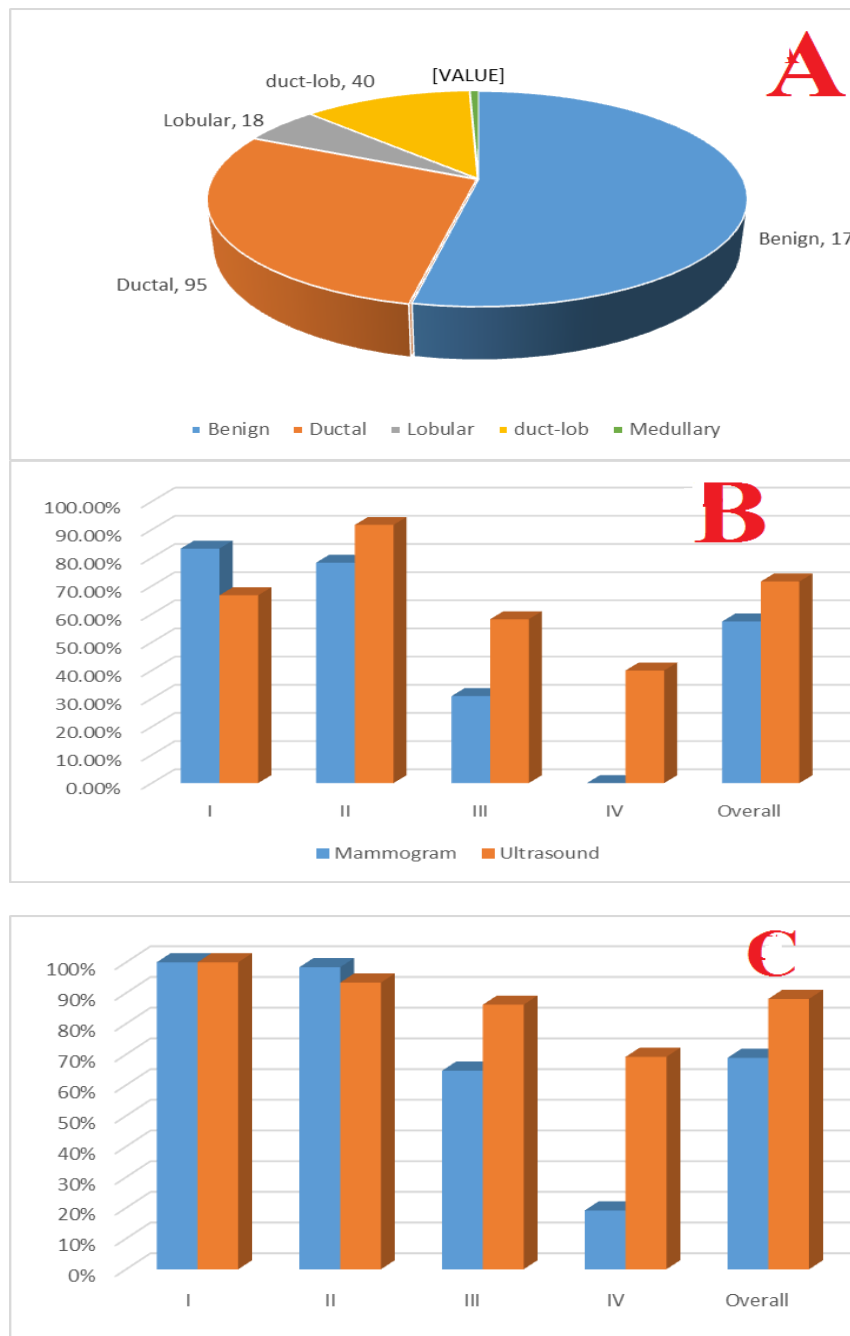 A
[VALUE]
duct-lob, 40
Lobular, 18
Benign, 17
Ductal, 95
Benign Ductal Lobular duct-lob Medullary
B
100.00%
90.00%
80.00%
70.00%
60.00%
50.00%
40.00%
30.00%
20.00%
10.00%
0.00%
I II III IV Overall
Mammogram Ultrasound
C
100%
90%
80%
70%
60%
50%
40%
30%
20%
10%
0%
I II III IV Overall